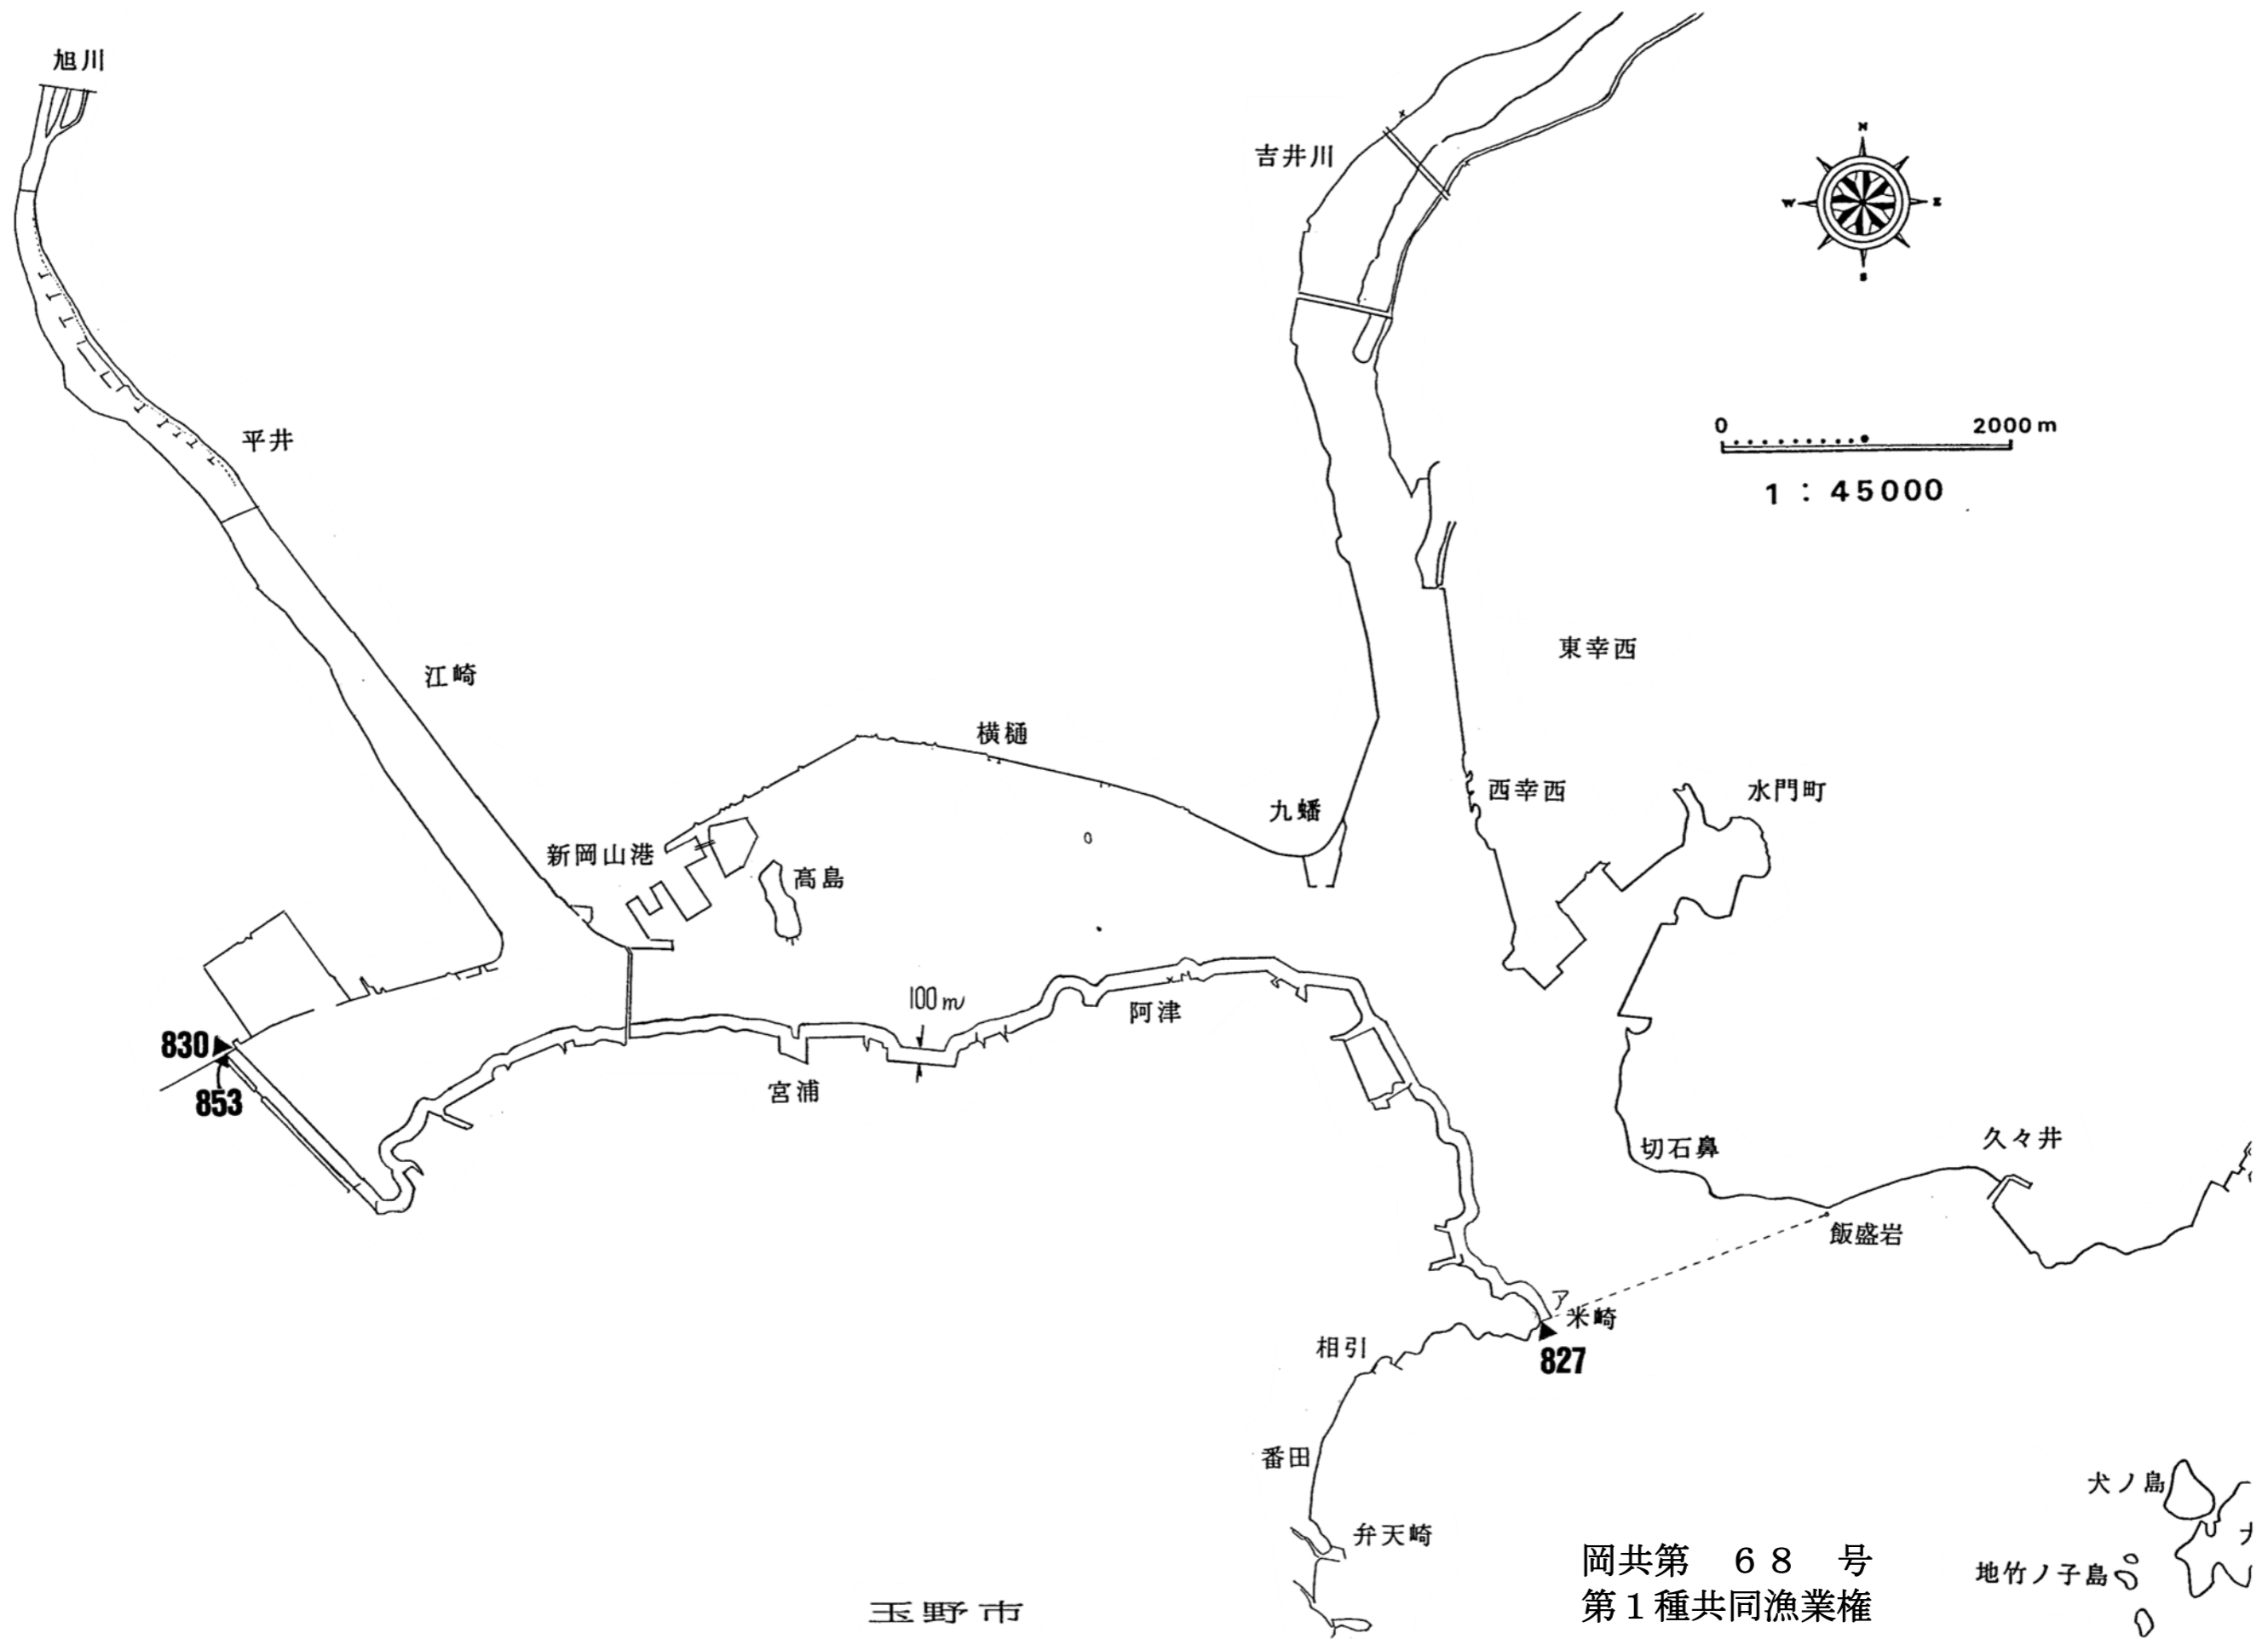 旭川
吉井川
N
W
E
S
平井
0
2000m
1:45000
東幸西
江崎
横樋
西幸西
水門町
九蟠
新岡山港
高島
100m
阿津
830
853
宮浦
切石鼻
久々井
飯盛岩
ア
米崎
相引
827
番田
犬ノ島
弁天崎
岡共第 68 号
地竹ノ子島
第1種共同漁業権
玉野市